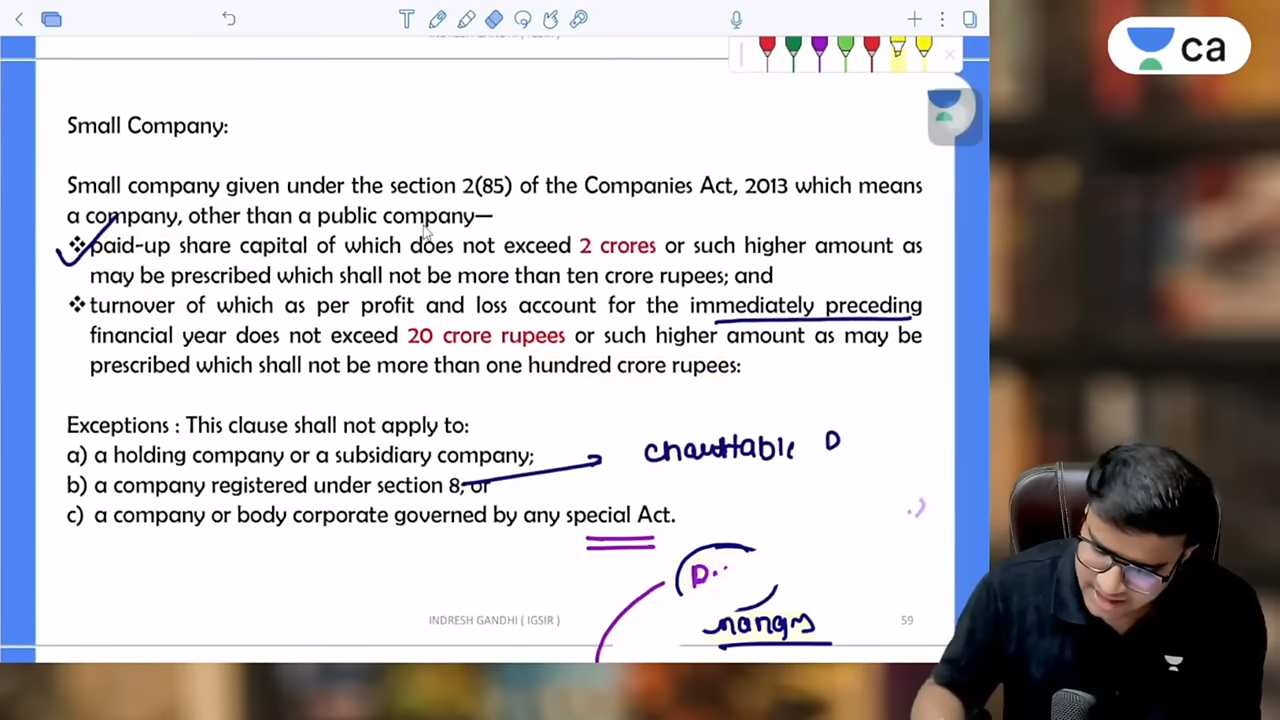 T
ca
Small Company:
Small company given under the section 2(85) of the Companies Act, 2013 which means
a company, other than a public company—
❖ paid-up share capital of which does not exceed 2 crores or such higher amount as
may be prescribed which shall not be more than ten crore rupees; and
❖ turnover of which as per profit and loss account for the immediately preceding
financial year does not exceed 20 crore rupees or such higher amount as may be
prescribed which shall not be more than one hundred crore rupees:
Exceptions : This clause shall not apply to:
a) a holding company or a subsidiary company;
b) a company registered under section 8; or
c) a company or body corporate governed by any special Act.
INDRESH GANDHI ( IGSIR )
59